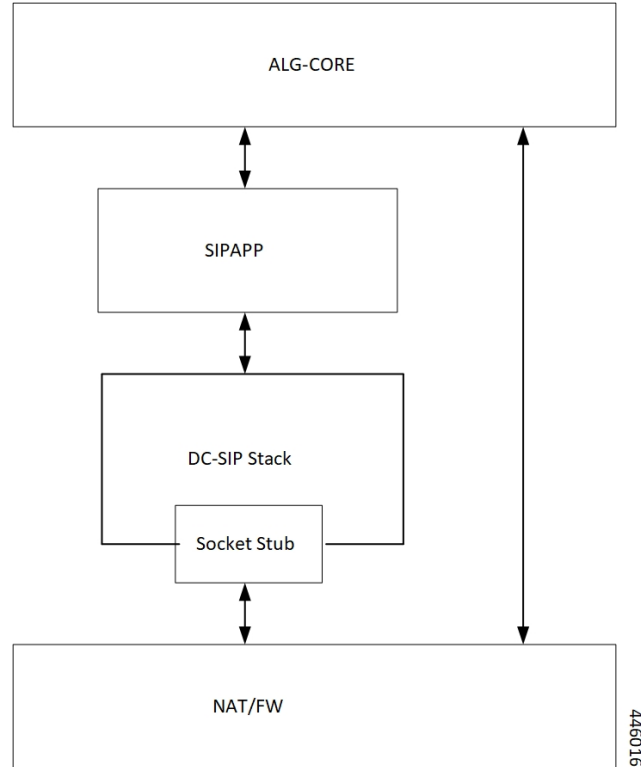 ALG-CORE
SIPAPP
DC-SIP Stack
Socket Stub
NAT/FW
446016